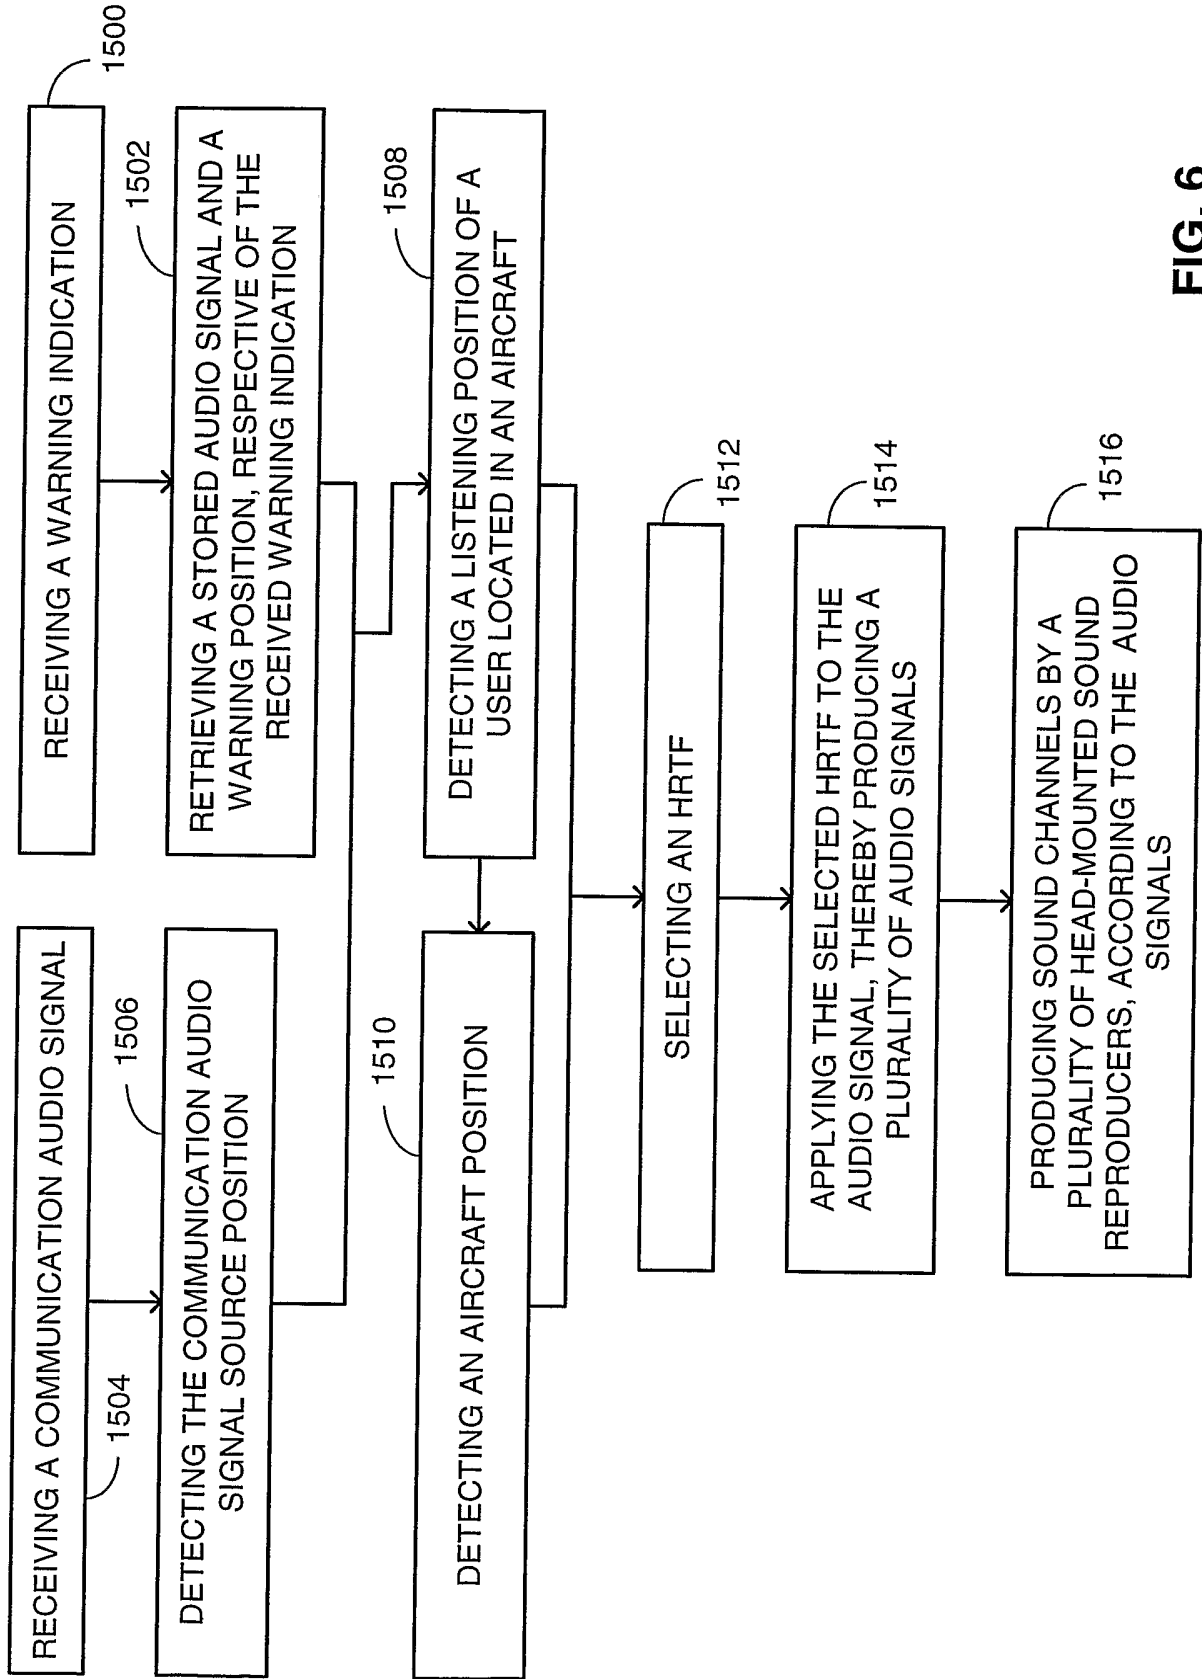 1500
RECEIVING A WARNING INDICATION
1502
RETRIEVING A STORED AUDIO SIGNAL AND A
WARNING POSITION, RESPECTIVE OF THE
RECEIVED WARNING INDICATION
RECEIVING A COMMUNICATION AUDIO SIGNAL
1504
1506
DETECTING THE COMMUNICATION AUDIO
SIGNAL SOURCE POSITION
1508
DETECTING A LISTENING POSITION OF A
USER LOCATED IN AN AIRCRAFT
1510
DETECTING AN AIRCRAFT POSITION
1512
SELECTING AN HRTF
1514
APPLYING THE SELECTED HRTF TO THE
AUDIO SIGNAL, THEREBY PRODUCING A
PLURALITY OF AUDIO SIGNALS
1516
PRODUCING SOUND CHANNELS BY A
PLURALITY OF HEAD-MOUNTED SOUND
REPRODUCERS, ACCORDING TO THE AUDIO
SIGNALS
FIG. 6